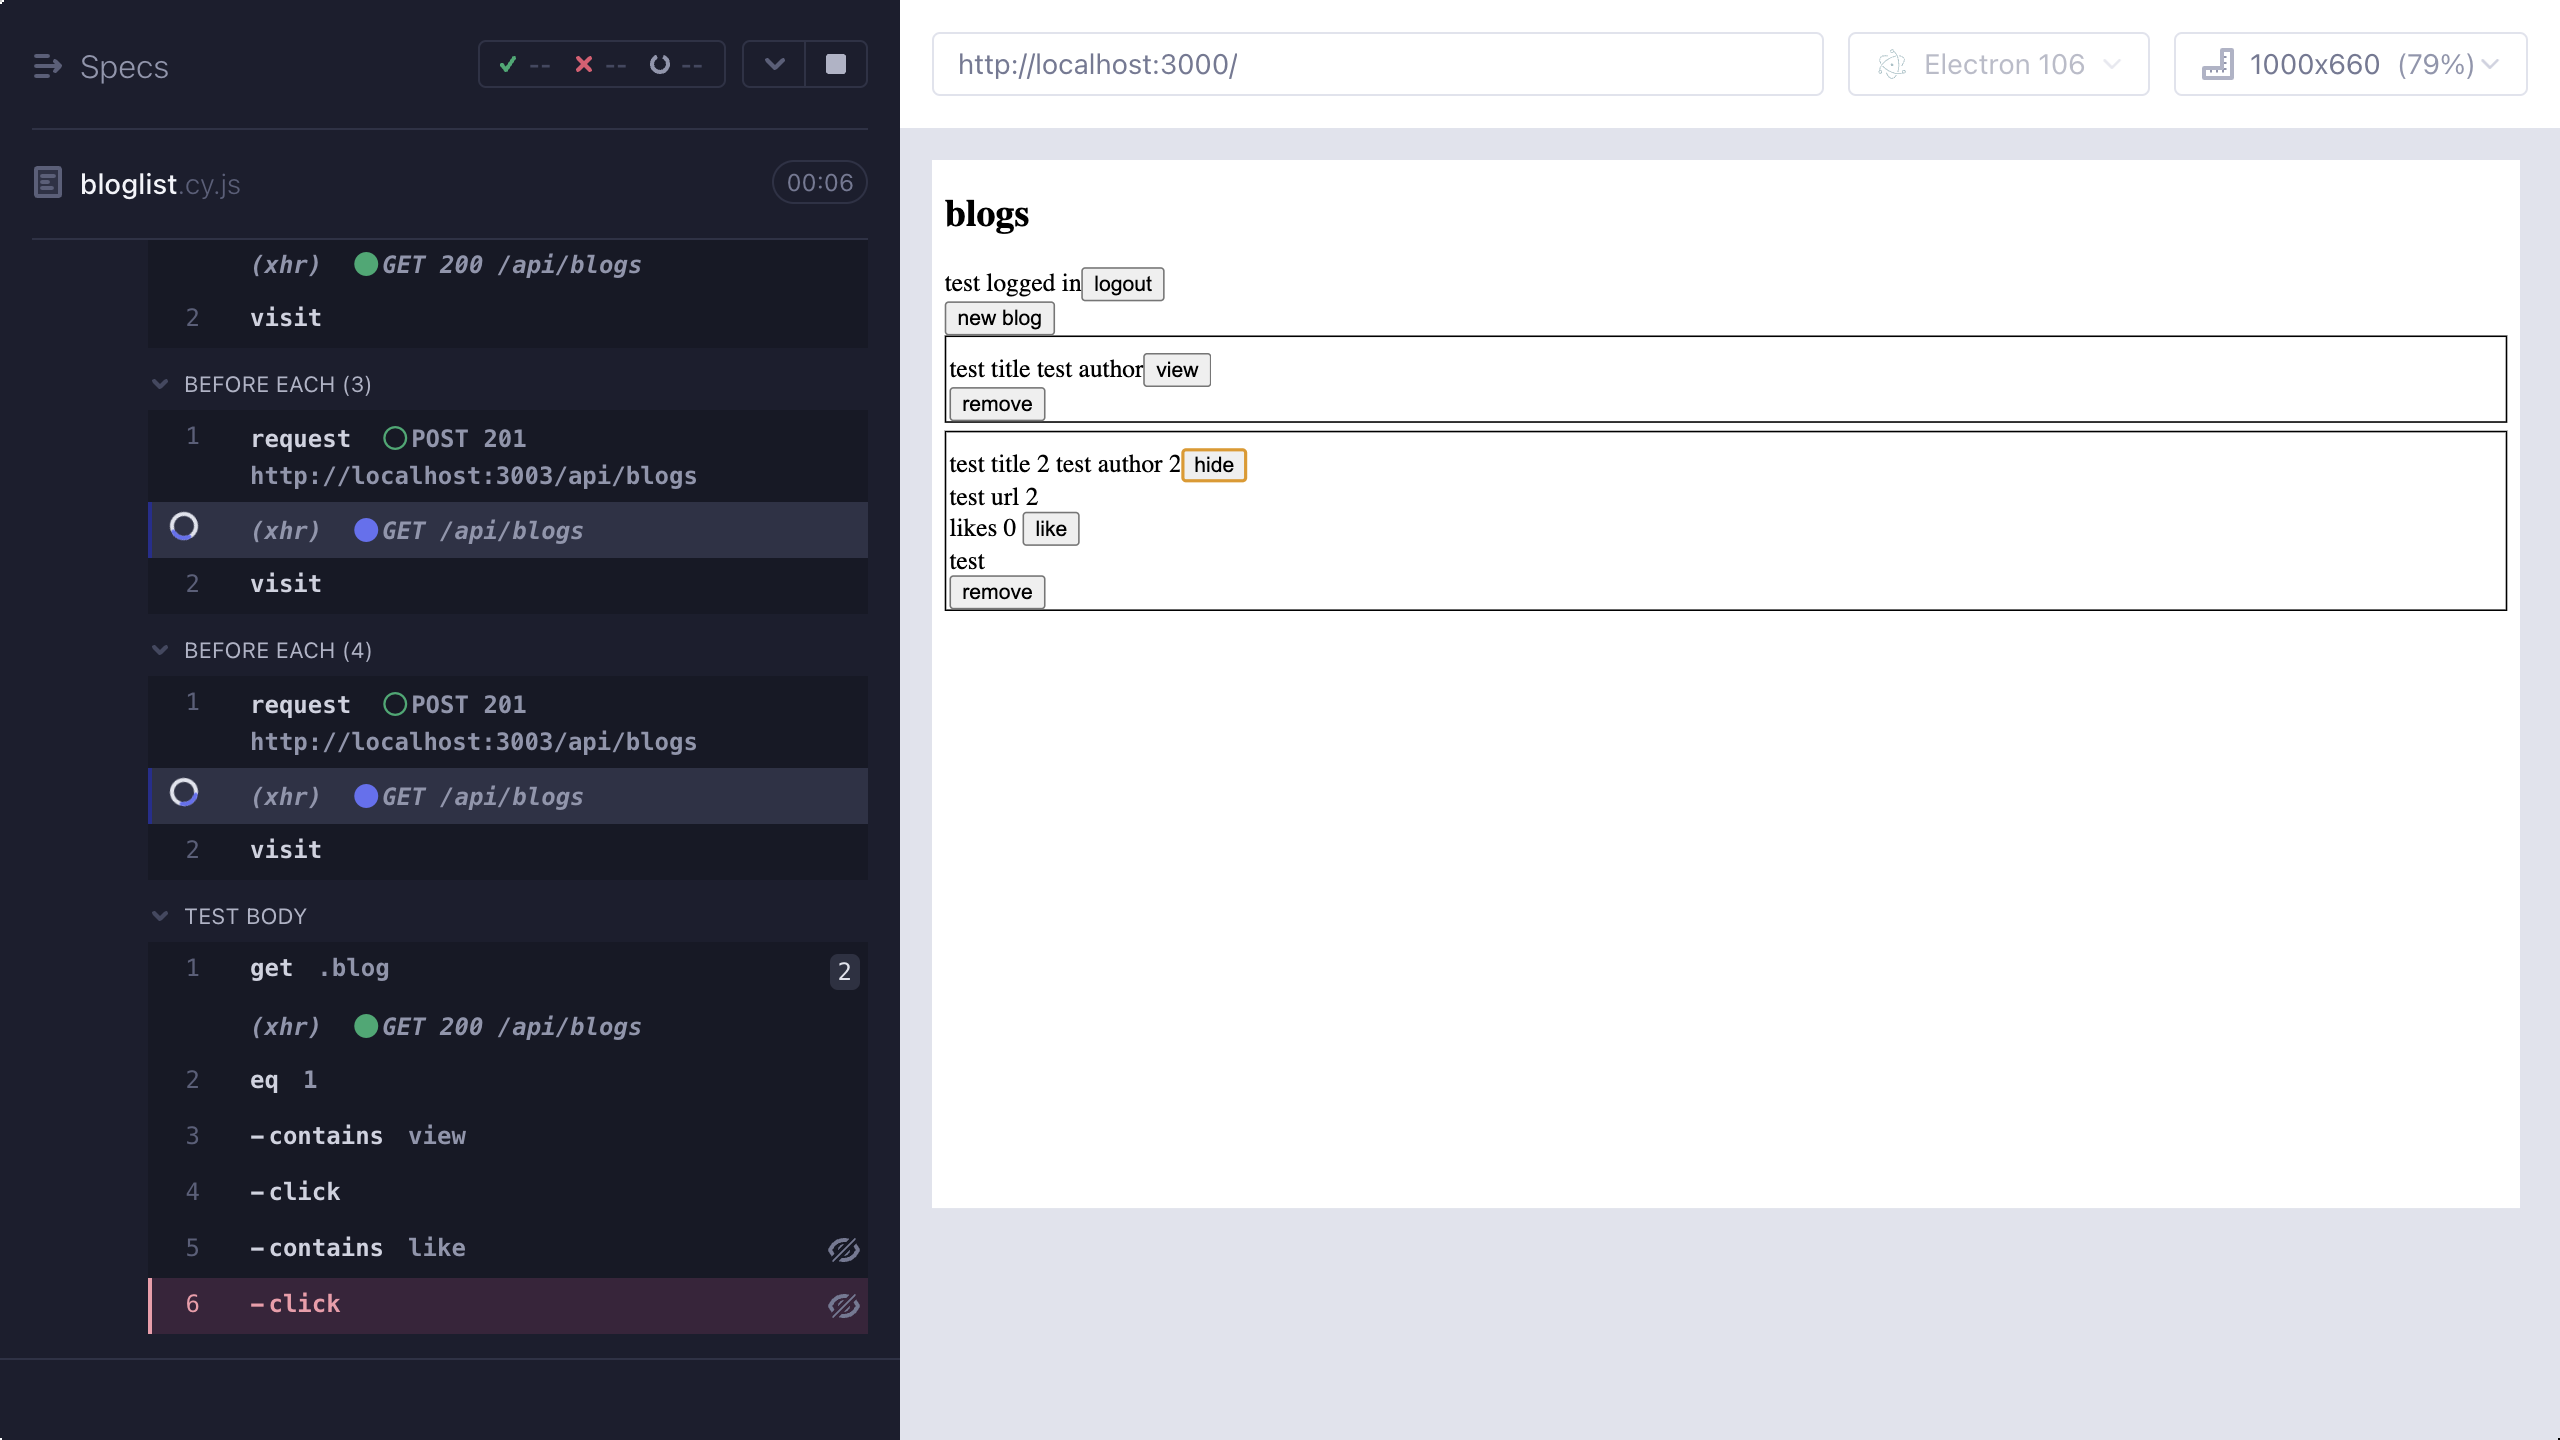 Specs
-- -- --
bloglist.cy.js
00:06
(xhr) GET 200 /api/blogs
2 visit
BEFORE EACH (3)
1 request POST 201
http://localhost:3003/api/blogs
(xhr) GET /api/blogs
2 visit
BEFORE EACH (4)
1 request POST 201
http://localhost:3003/api/blogs
(xhr) GET /api/blogs
2 visit
TEST BODY
1 get .blog 2
(xhr) GET 200 /api/blogs
2 eq 1
3 -contains view
4 -click
5 -contains like
6 -click
http://localhost:3000/
Electron 106
1000x660 (79%)
blogs
test logged in logout
new blog
test title test author view
remove
test title 2 test author 2 hide
test url 2
likes 0 like
test
remove